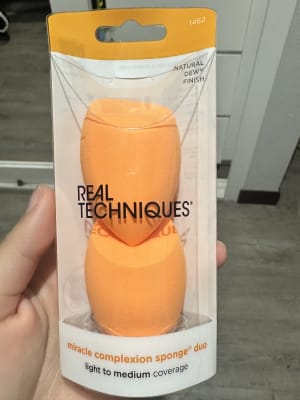 1462
NATURAL
DEWY
FINISH
REAL
TECHNIQUES®
miracle complexion sponge® duo
light to medium coverage